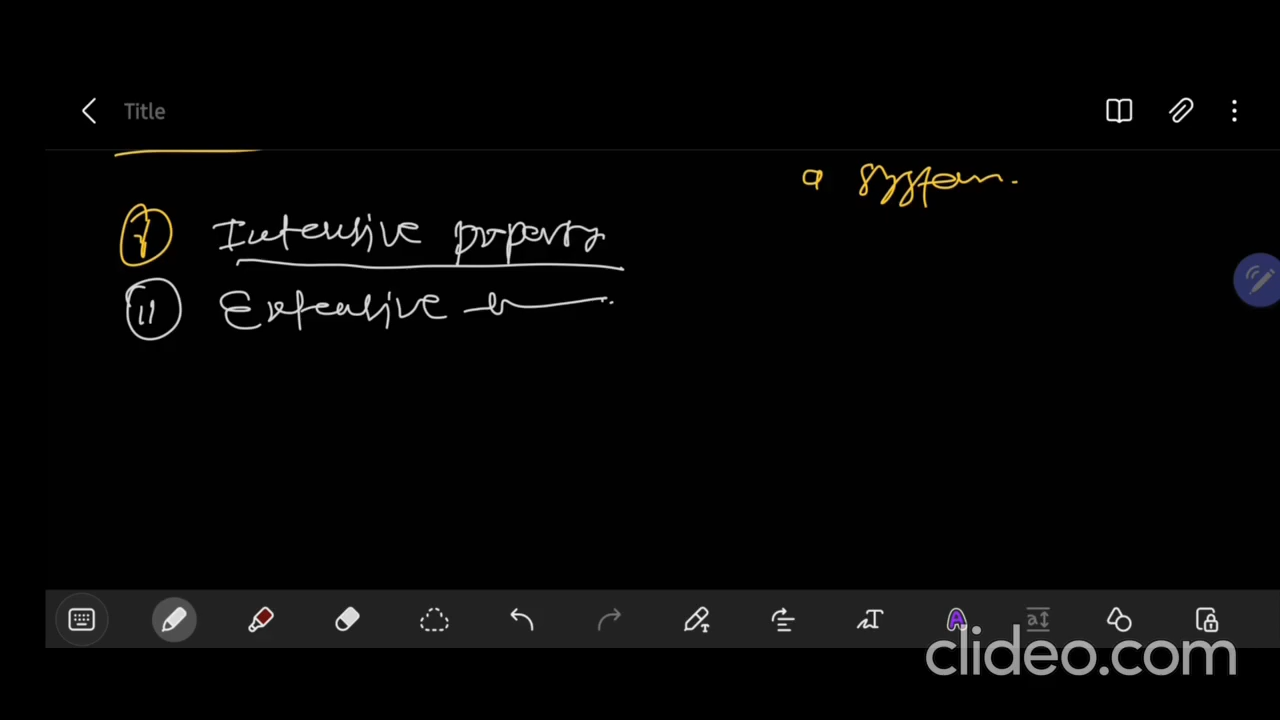 Title
a system.
(i) Intensive property
(ii) Extensive —"—.
clideo.com